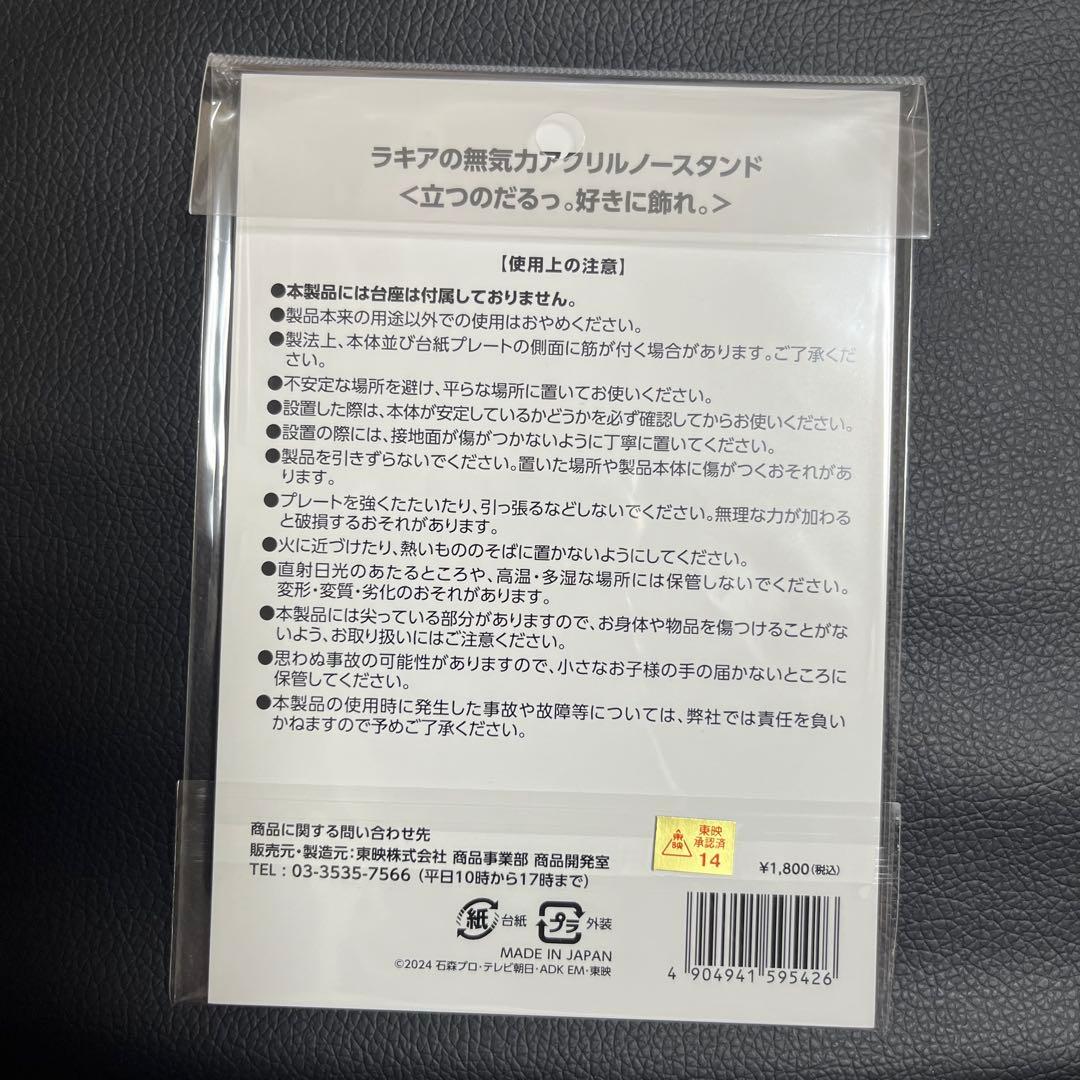 ラキアの無気力アクリルノースタンド
＜立つのだるっ。好きに飾れ。＞
【使用上の注意】
●本製品には台座は付属しておりません。
●製品本来の用途以外での使用はおやめください。
●製法上、本体並び台紙プレートの側面に筋が付く場合があります。ご了承くだ
さい。
●不安定な場所を避け、平らな場所に置いてお使いください。
●設置した際は、本体が安定しているかどうかを必ず確認してからお使いください。
●設置の際には、接地面が傷がつかないように丁寧に置いてください。
●製品を引きずらないでください。置いた場所や製品本体に傷がつくおそれがあ
ります。
●プレートを強くたたいたり、引っ張るなどしないでください。無理な力が加わる
と破損するおそれがあります。
●火に近づけたり、熱いもののそばに置かないようにしてください。
●直射日光のあたるところや、高温・多湿な場所には保管しないでください。
変形・変質・劣化のおそれがあります。
●本製品には尖っている部分がありますので、お身体や物品を傷つけることがな
いよう、お取り扱いにはご注意ください。
●思わぬ事故の可能性がありますので、小さなお子様の手の届かないところに
保管してください。
●本製品の使用時に発生した事故や故障等については、弊社では責任を負い
かねますので予めご了承ください。
商品に関する問い合わせ先
販売元・製造元：東映株式会社 商品事業部 商品開発室
TEL：03-3535-7566（平日10時から17時まで）
東映
東映
承認済
14
¥1,800（税込）
紙 台紙 プラ 外装
MADE IN JAPAN
©2024 石森プロ・テレビ朝日・ADK EM・東映
4 904941 595426